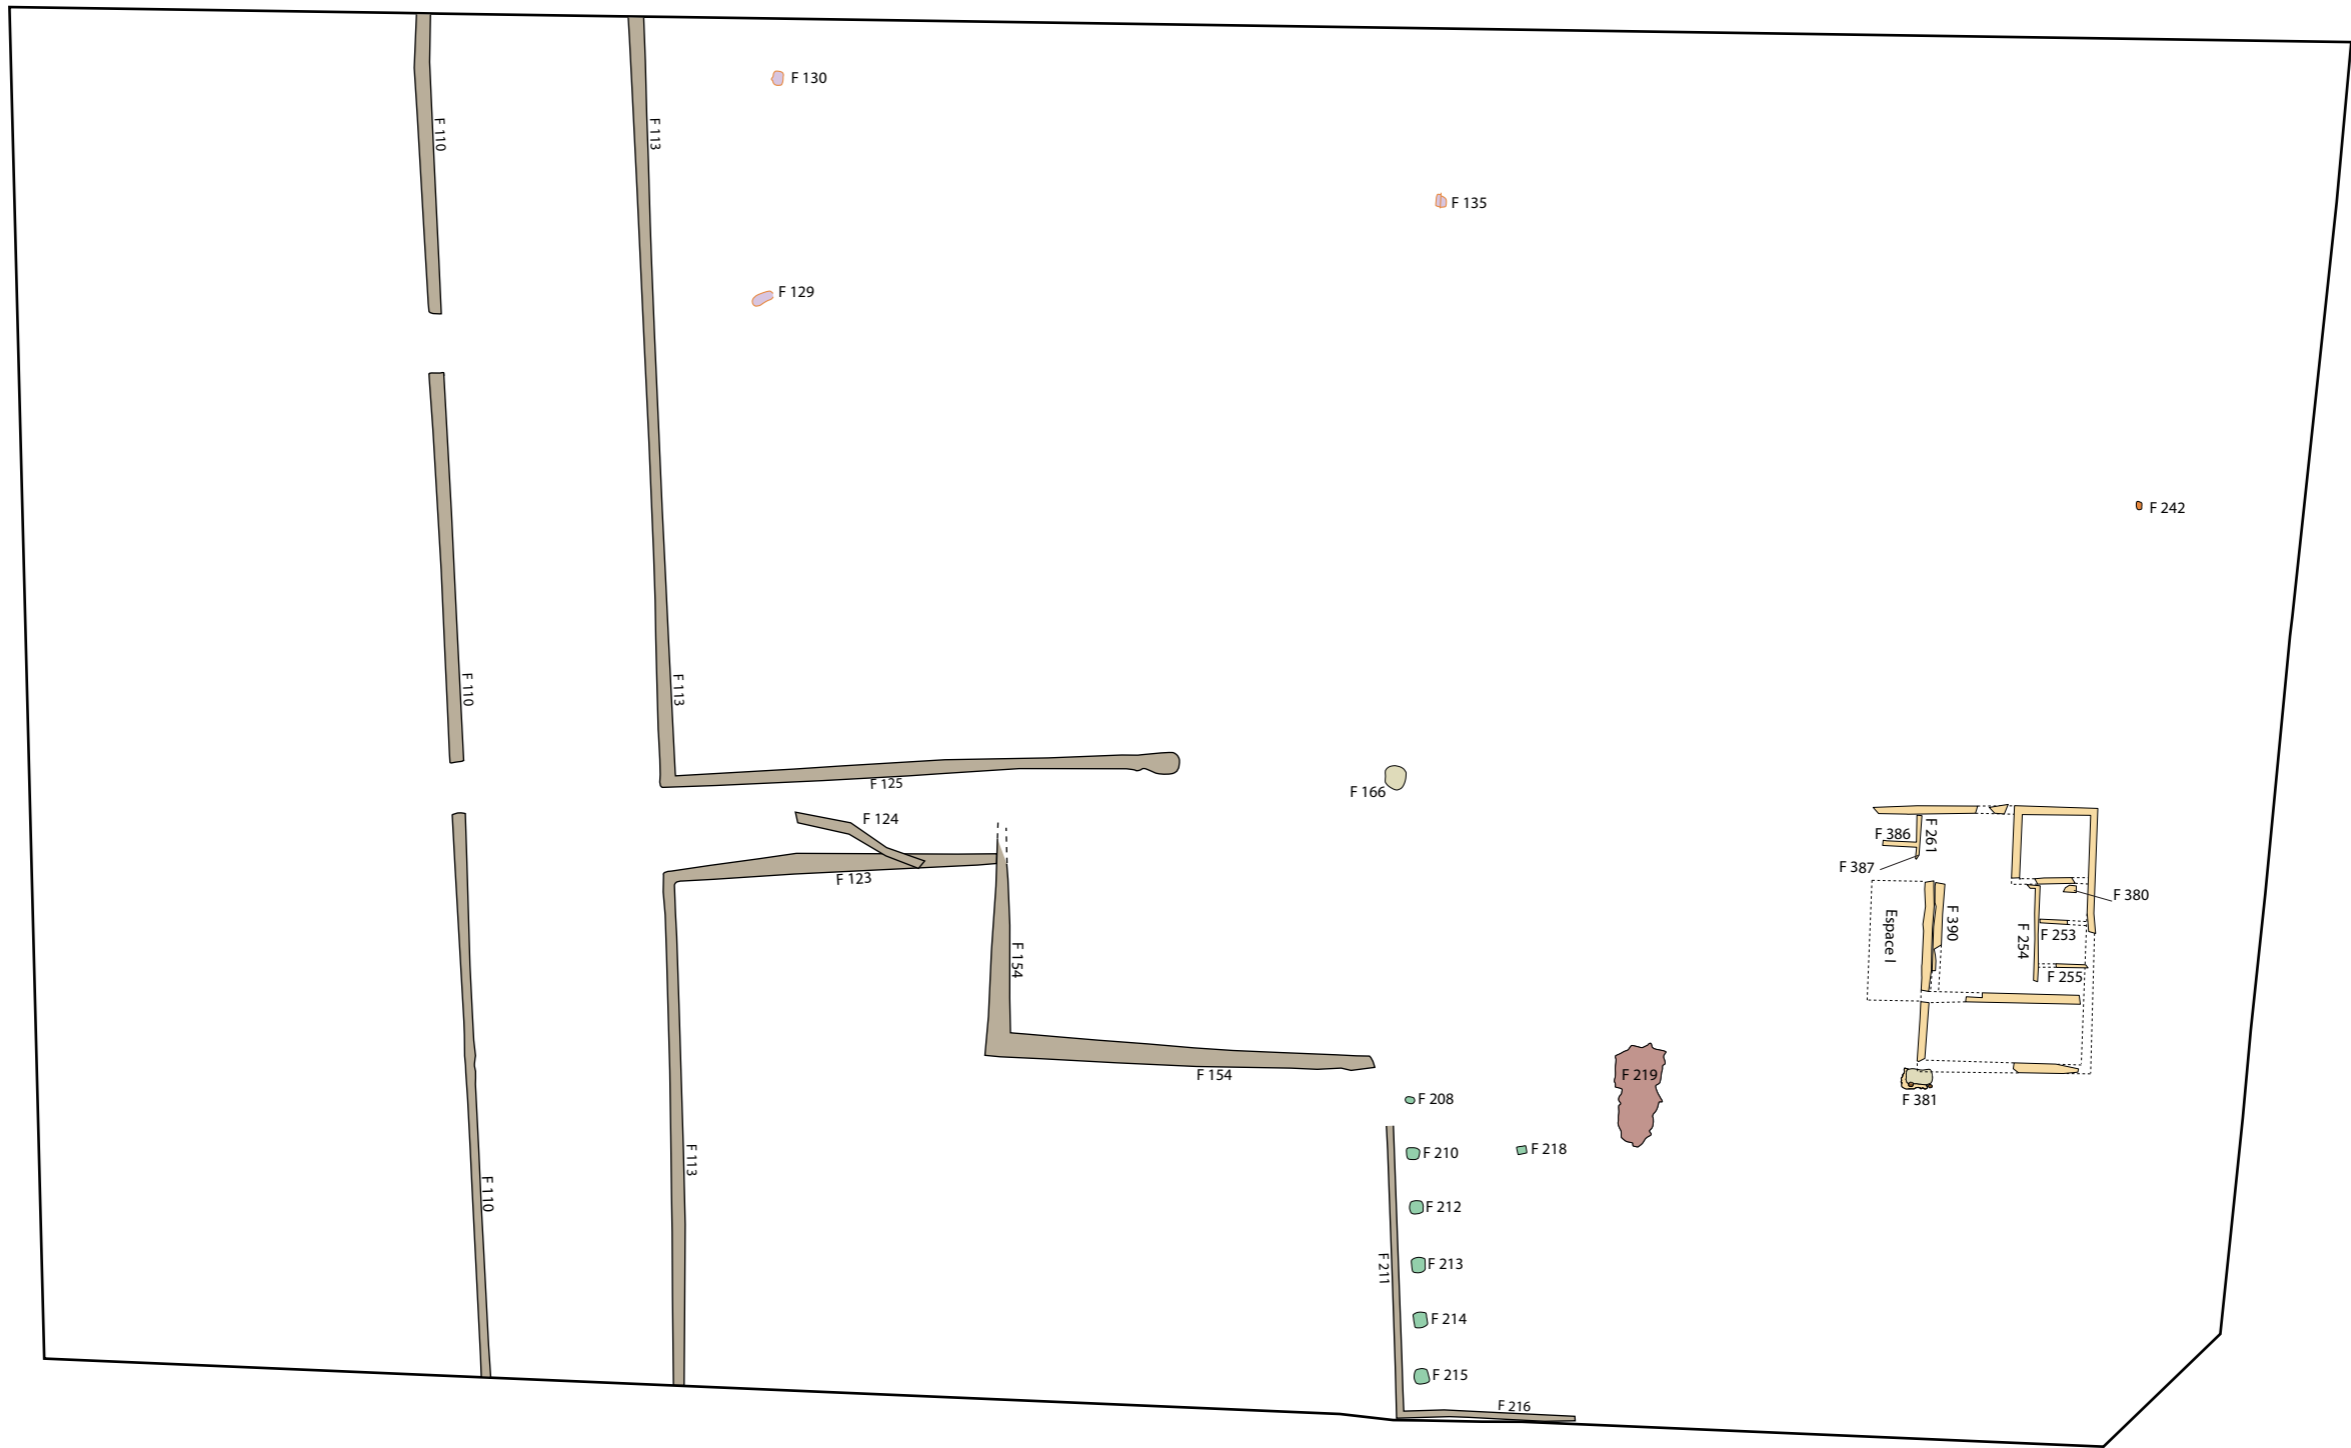 F 130
F 110
F 113
F 135
F 129
F 242
F 110
F 113
F 125
F 166
F 124
F 386
F 261
F 387
F 123
F 380
Espace I
F 390
F 254
F 253
F 154
F 255
F 154
F 219
F 208
F 381
F 210
F 218
F 113
F 110
F 212
F 211
F 213
F 214
F 215
F 216